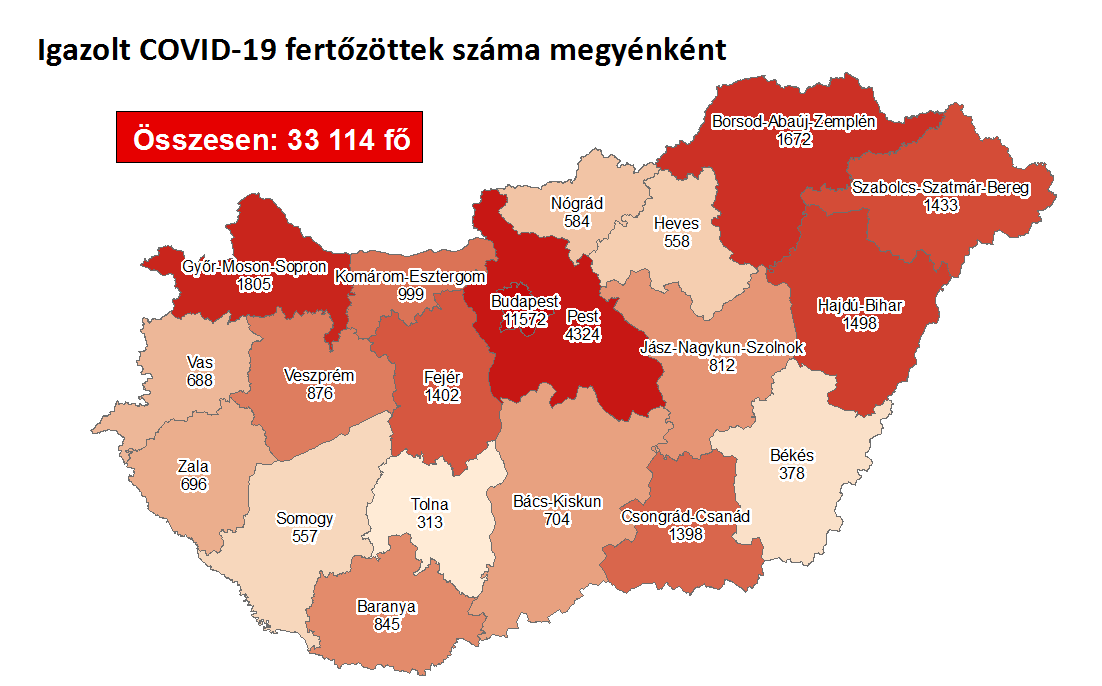 Igazolt COVID-19 fertőzöttek száma megyénként
Összesen: 33 114 fő
Borsod-Abaúj-Zemplén
1672
Szabolcs-Szatmár-Bereg
1433
Nógrád
584
Heves
558
Győr-Moson-Sopron
1805
Komárom-Esztergom
999
Budapest
11572
Pest
4324
Hajdú-Bihar
1498
Jász-Nagykun-Szolnok
812
Vas
688
Veszprém
876
Fejér
1402
Zala
696
Somogy
557
Tolna
313
Bács-Kiskun
704
Csongrád-Csanád
1398
Békés
378
Baranya
845